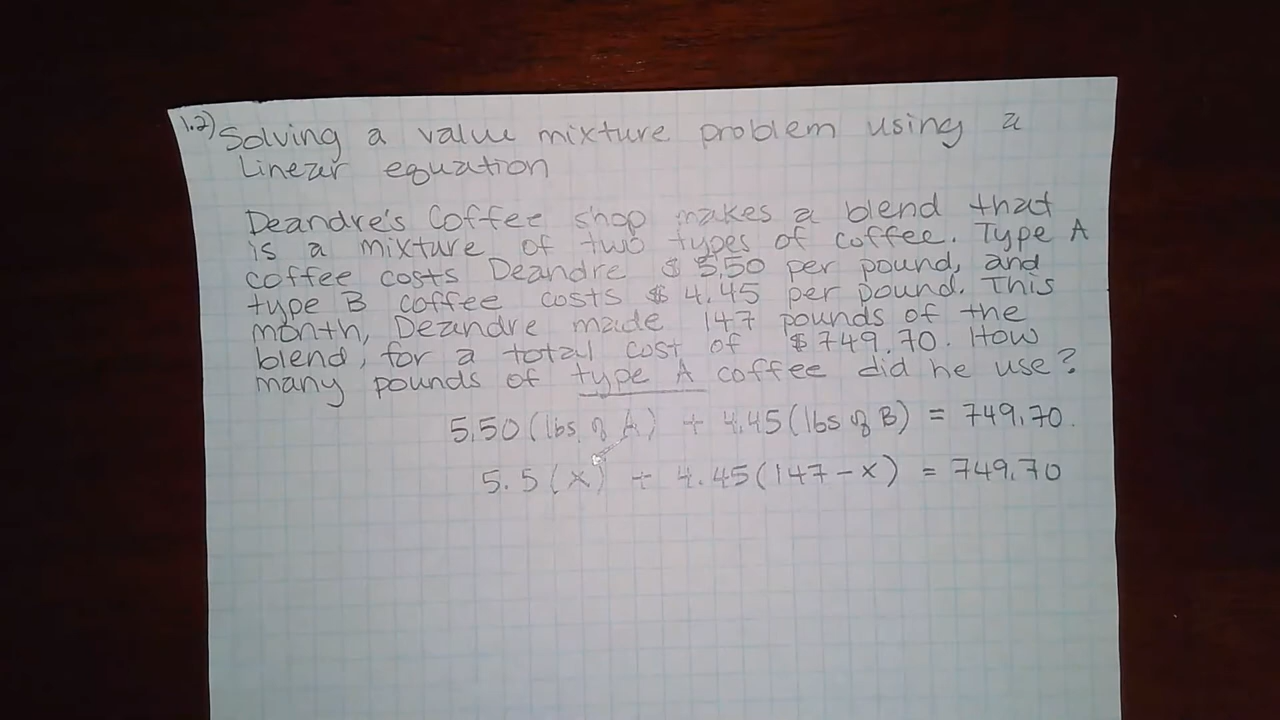 1.2) Solving a value mixture problem using a
Linear equation
Deandre's Coffee shop makes a blend that
is a mixture of two types of coffee. Type A
coffee costs Deandre $ 5.50 per pound, and
type B coffee costs $ 4.45 per pound. This
month, Deandre made 147 pounds of the
blend, for a total cost of $749.70. How
many pounds of type A coffee did he use?
5.50 (lbs of A) + 4.45 (lbs of B) = 749.70.
5.5 (x) + 4.45 (147 - x) = 749.70